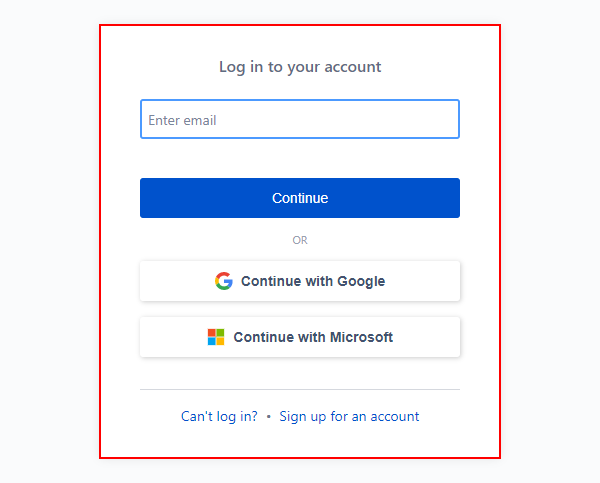 Log in to your account
Enter email
Continue
OR
Continue with Google
Continue with Microsoft
Can't log in? • Sign up for an account